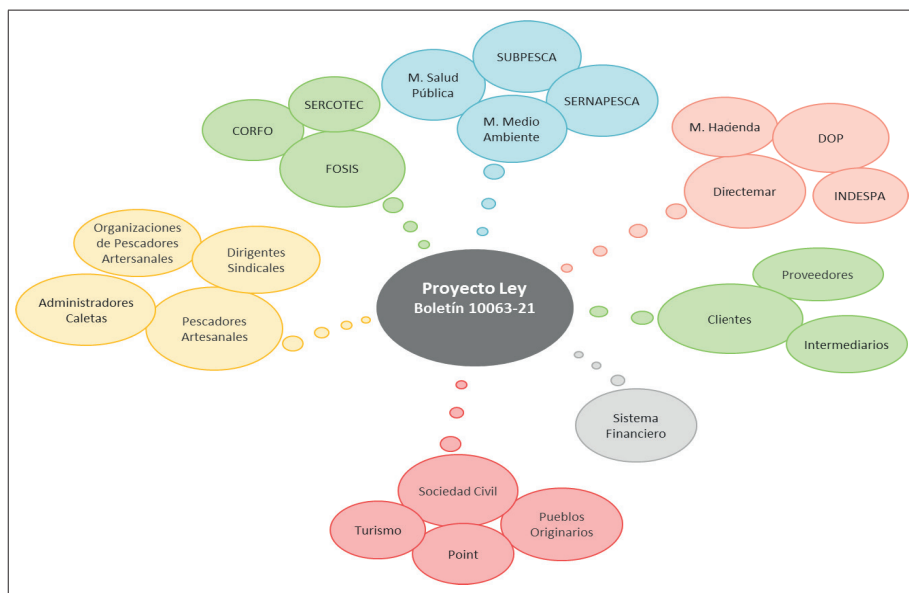 SUBPESCA
M. Salud
Pública
SERNAPESCA
M. Medio
Ambiente
SERCOTEC
CORFO
FOSIS
M. Hacienda
DOP
Directemar
INDESPA
Organizaciones
de Pescadores
Artersanales
Dirigentes
Sindicales
Administradores
Caletas
Pescadores
Artesanales
Proyecto Ley
Boletín 10063-21
Proveedores
Clientes
Intermediarios
Sistema
Financiero
Sociedad Civil
Turismo
Point
Pueblos
Originarios